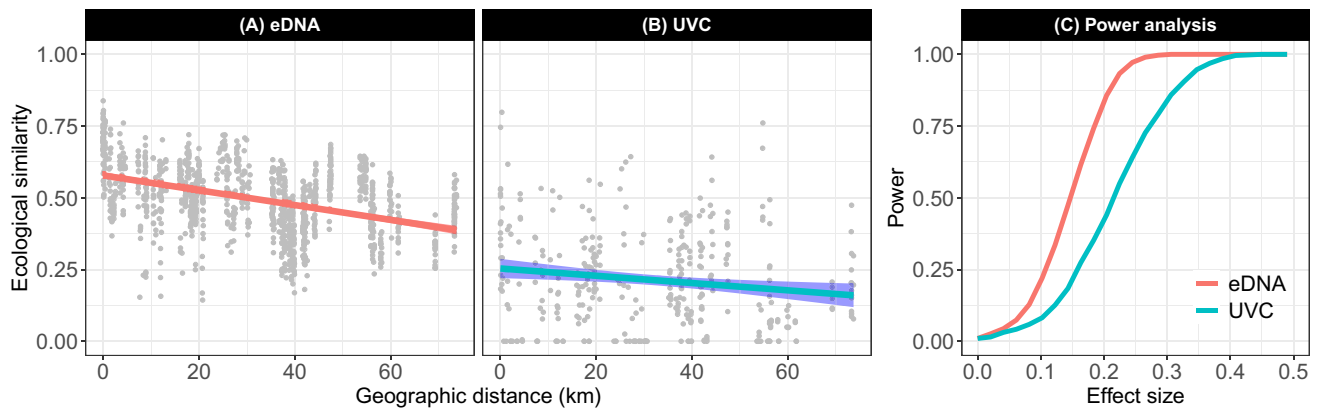 (A) eDNA
(B) UVC
(C) Power analysis
Ecological similarity
1.00
0.75
0.50
0.25
0.00
0 20 40 60
0 20 40 60
Geographic distance (km)
Power
1.00
0.75
0.50
0.25
0.00
eDNA
UVC
0.0 0.1 0.2 0.3 0.4 0.5
Effect size